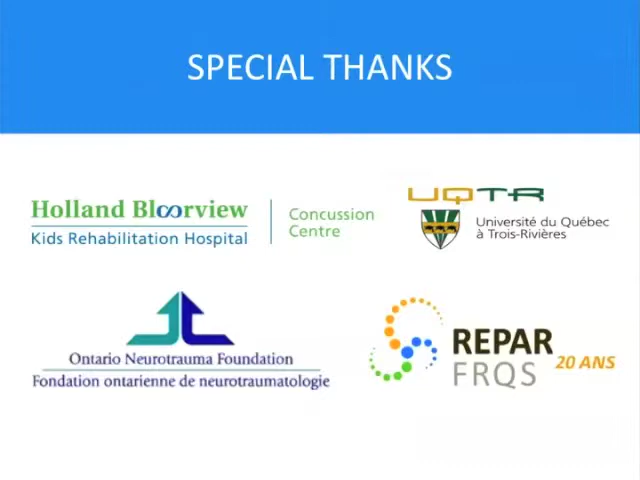 SPECIAL THANKS
Holland Bloorview
Kids Rehabilitation Hospital
Concussion
Centre
UQTR
Université du Québec
à Trois-Rivières
Ontario Neurotrauma Foundation
Fondation ontarienne de neurotraumatologie
REPAR
FRQS
20 ANS